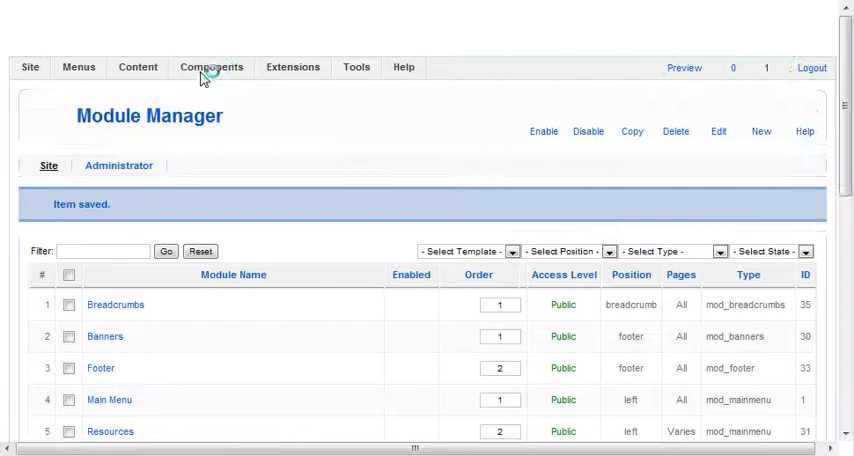 Site Menus Content Components Extensions Tools Help Preview 0 1 Logout
Module Manager
Enable Disable Copy Delete Edit New Help
Site Administrator
Item saved.
Filter: Go Reset - Select Template - - Select Position - - Select Type - - Select State -
# Module Name Enabled Order Access Level Position Pages Type ID
1 Breadcrumbs 1 Public breadcrumb All mod_breadcrumbs 35
2 Banners 1 Public footer All mod_banners 30
3 Footer 2 Public footer All mod_footer 33
4 Main Menu 1 Public left All mod_mainmenu 1
5 Resources 2 Public left Varies mod_mainmenu 31